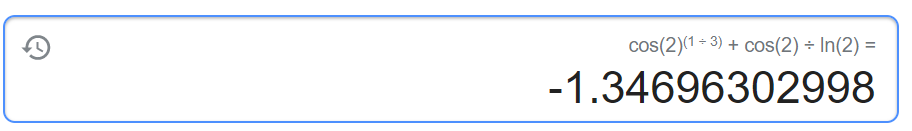 cos(2)^(1 ÷ 3) + cos(2) ÷ ln(2) =
-1.34696302998